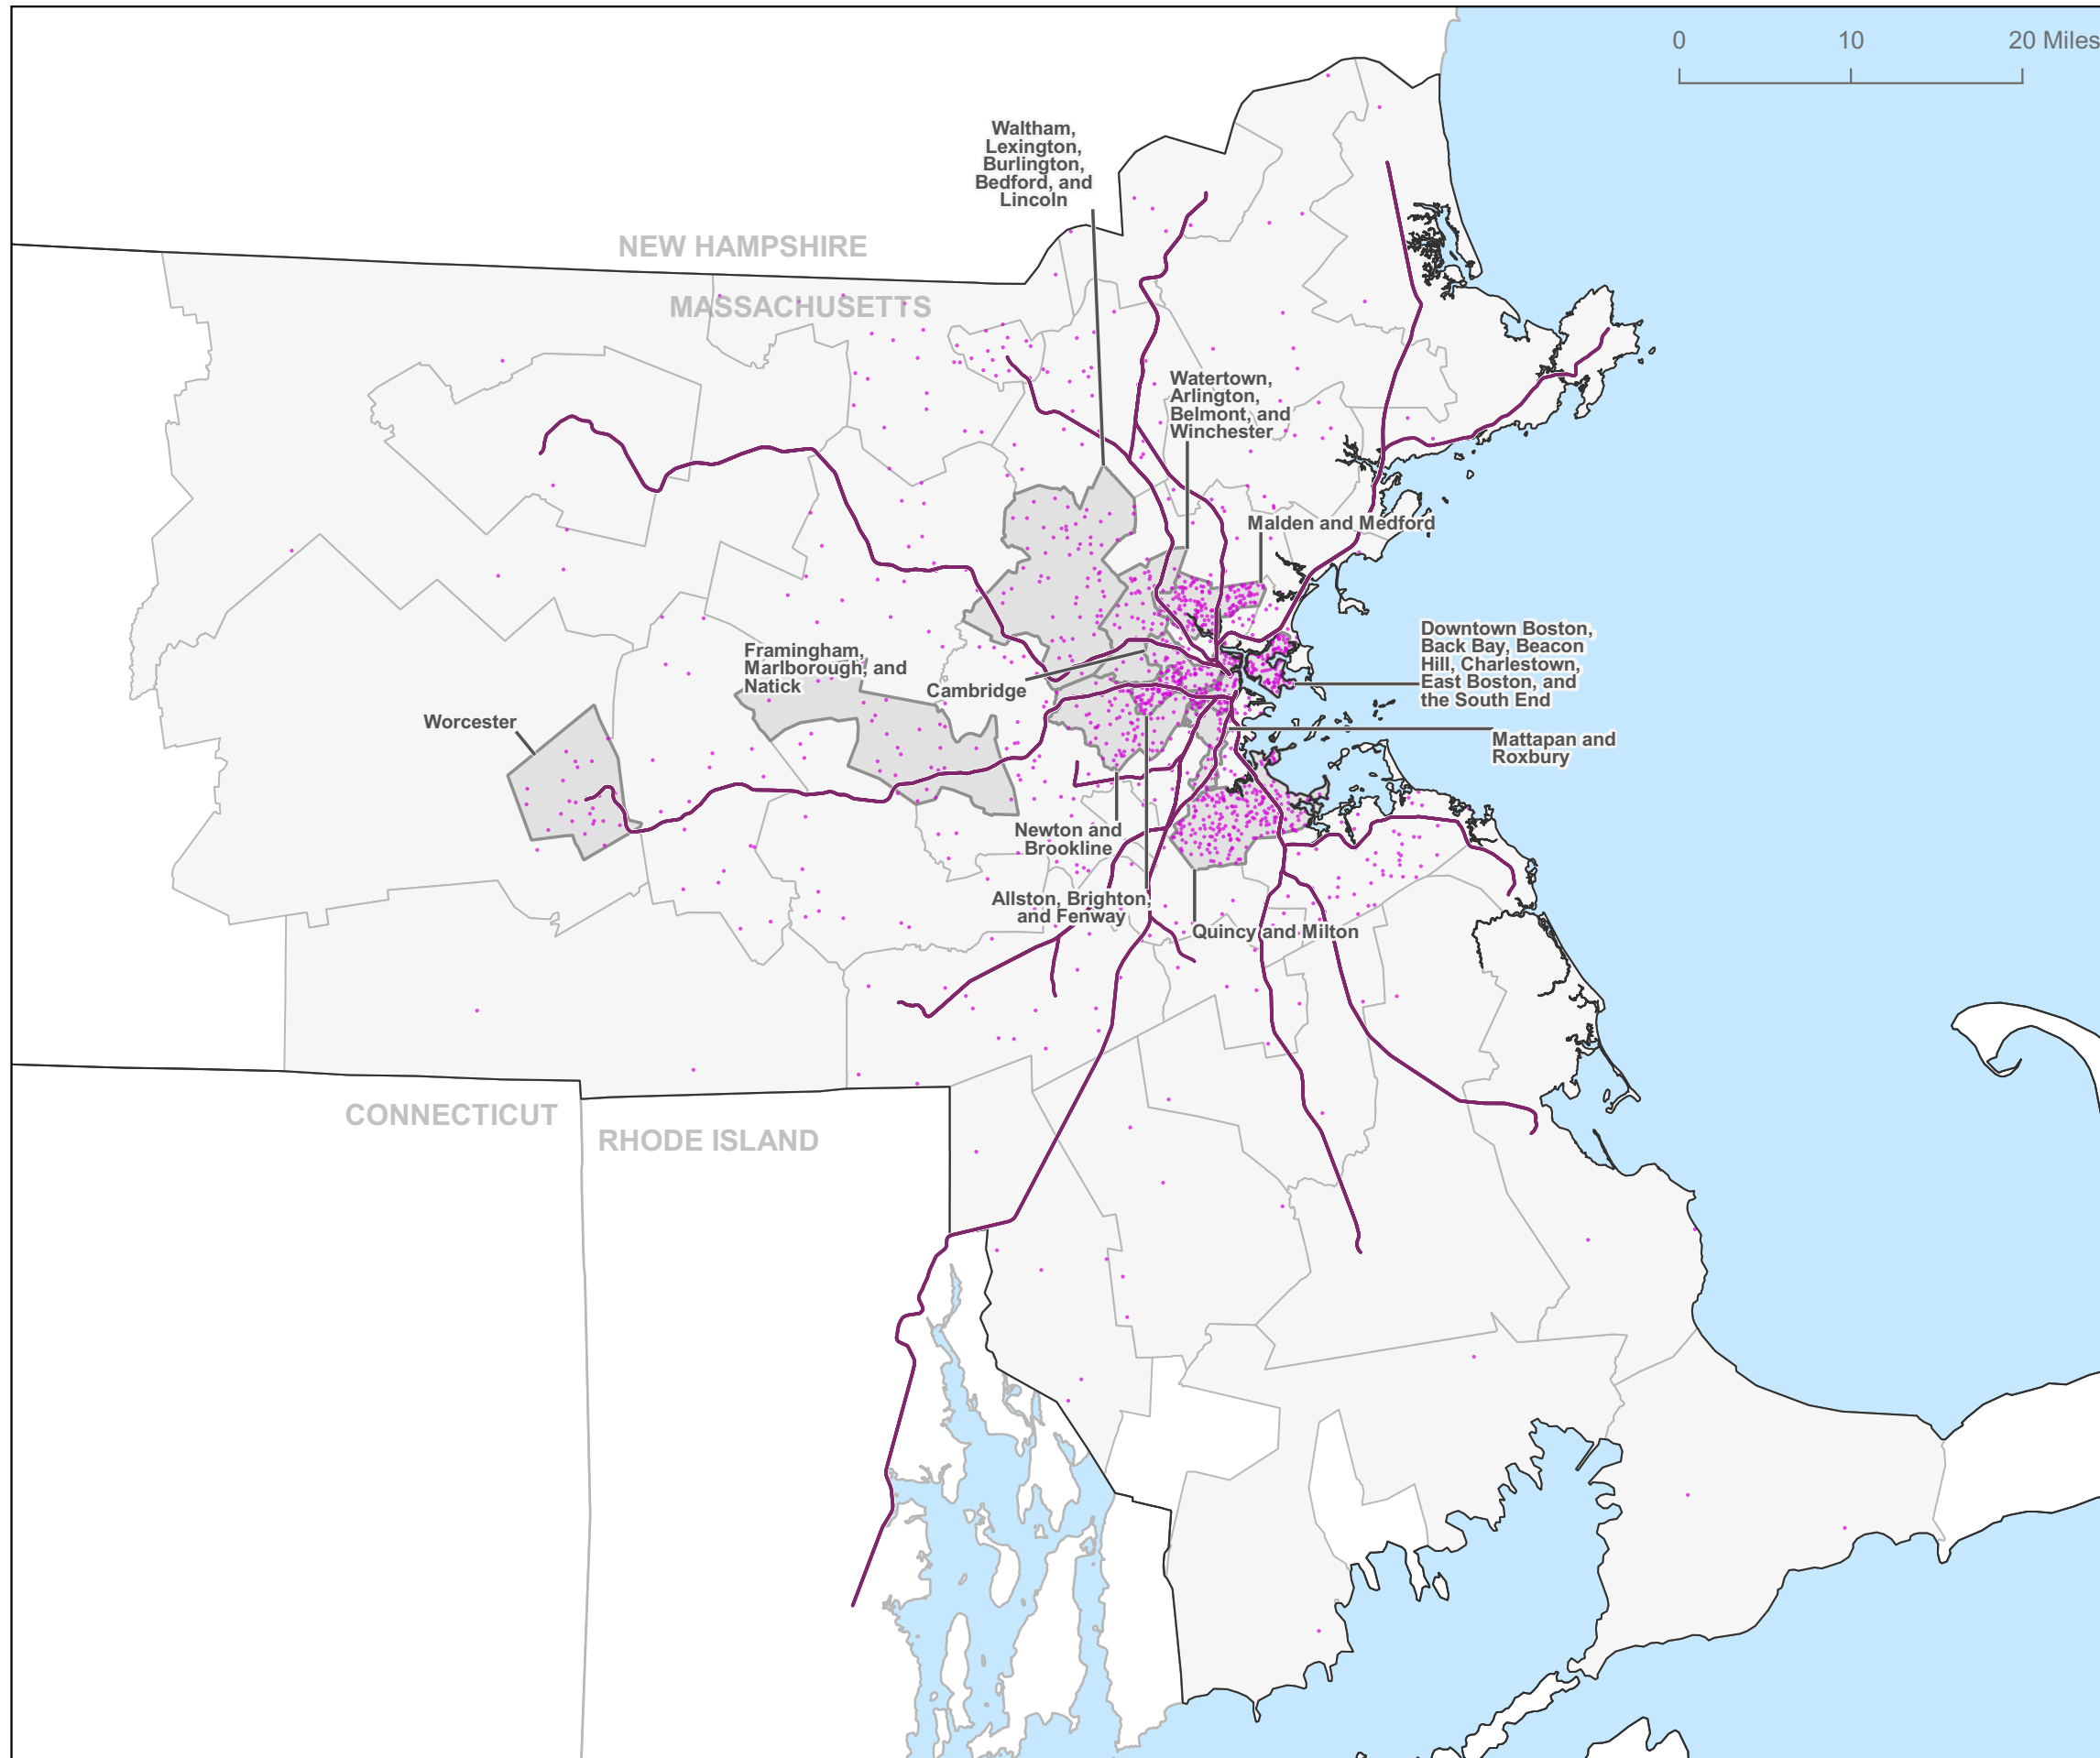 0 10 20 Miles
Waltham,
Lexington,
Burlington,
Bedford, and
Lincoln
NEW HAMPSHIRE
MASSACHUSETTS
Watertown,
Arlington,
Belmont, and
Winchester
Malden and Medford
Downtown Boston,
Back Bay, Beacon
Hill, Charlestown,
East Boston, and
the South End
Framingham,
Marlborough, and
Natick
Cambridge
Worcester
Mattapan and
Roxbury
Newton and
Brookline
Allston, Brighton,
and Fenway
Quincy and Milton
CONNECTICUT
RHODE ISLAND